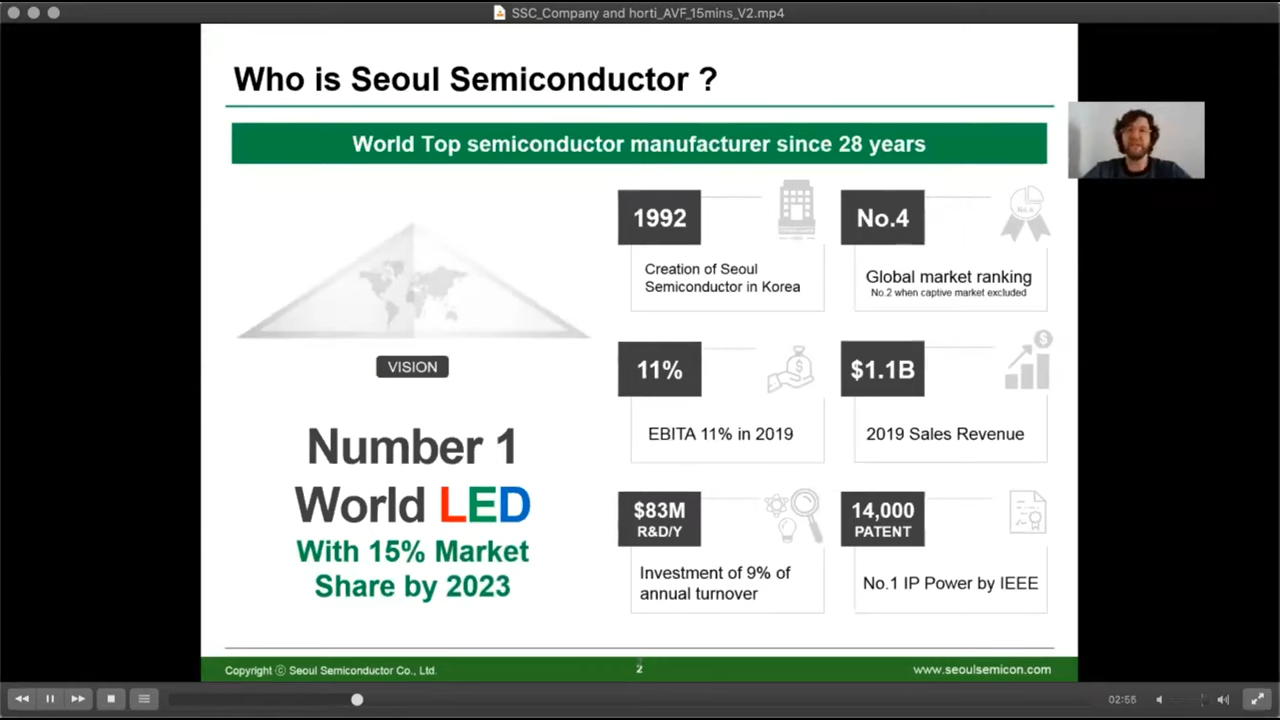 SSC_Company and horti_AVF_15mins_V2.mp4
Who is Seoul Semiconductor ?
World Top semiconductor manufacturer since 28 years
VISION
Number 1
World LED
With 15% Market
Share by 2023
1992
Creation of Seoul
Semiconductor in Korea
No.4
No.4
Global market ranking
No.2 when captive market excluded
11%
EBITA 11% in 2019
$1.1B
2019 Sales Revenue
$83M
R&D/Y
Investment of 9% of
annual turnover
14,000
PATENT
No.1 IP Power by IEEE
Copyright ⓒ Seoul Semiconductor Co., Ltd.
2
www.seoulsemicon.com
02:56